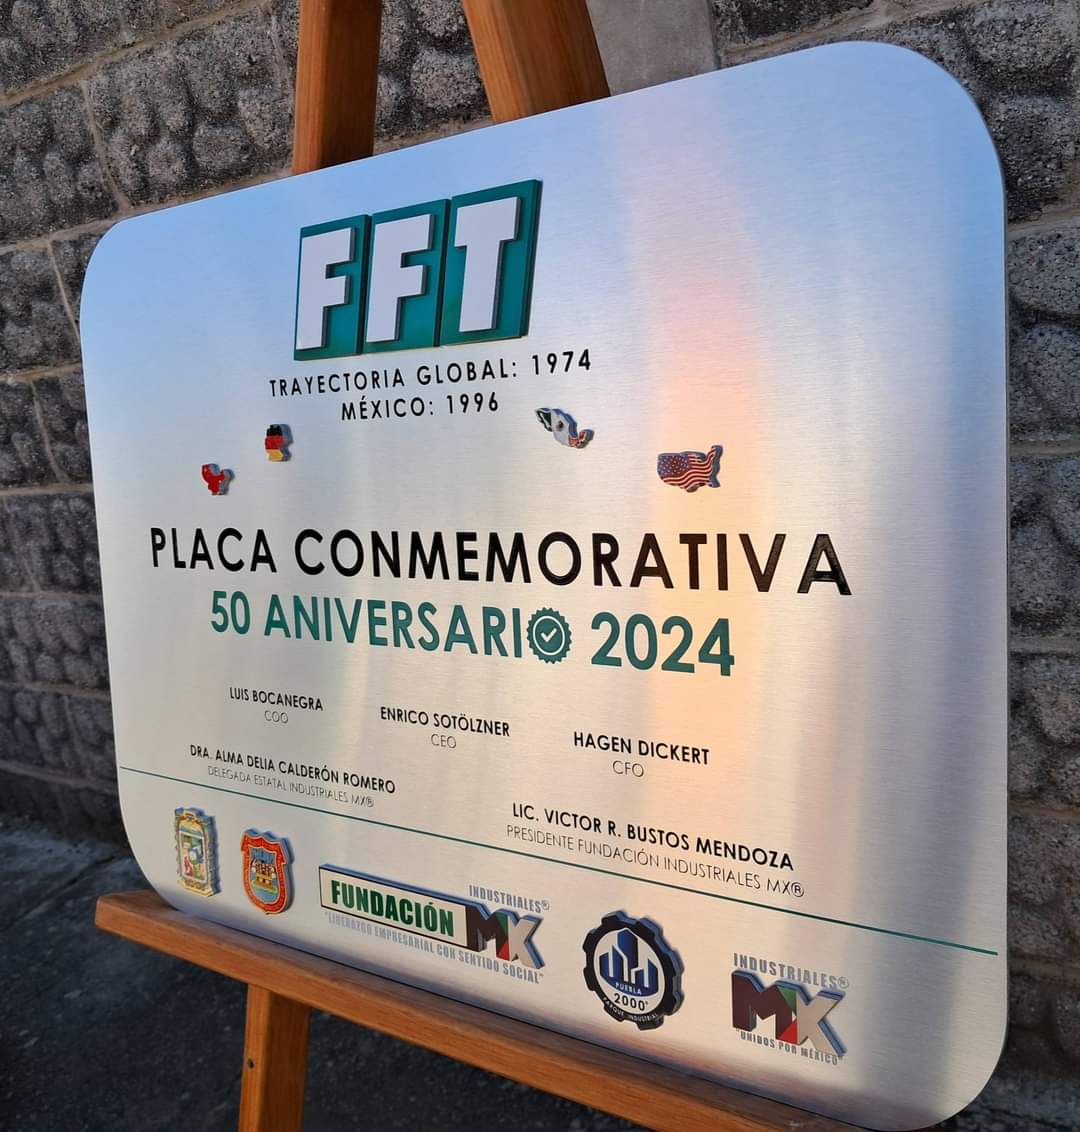 FFT
TRAYECTORIA GLOBAL: 1974
MÉXICO: 1996
PLACA CONMEMORATIVA
50 ANIVERSARIO 2024
LUIS BOCANEGRA
COO
ENRICO SOTÖLZNER
CEO
HAGEN DICKERT
CFO
DRA. ALMA DELIA CALDERÓN ROMERO
DELEGADA ESTATAL INDUSTRIALES MX®
LIC. VICTOR R. BUSTOS MENDOZA
PRESIDENTE FUNDACIÓN INDUSTRIALES MX®
FUNDACIÓN
INDUSTRIALES®
MX
"LIDERAZGO EMPRESARIAL CON SENTIDO SOCIAL"
PUEBLA
2000®
PARQUE INDUSTRIAL
INDUSTRIALES®
MX
"UNIDOS POR MÉXICO"